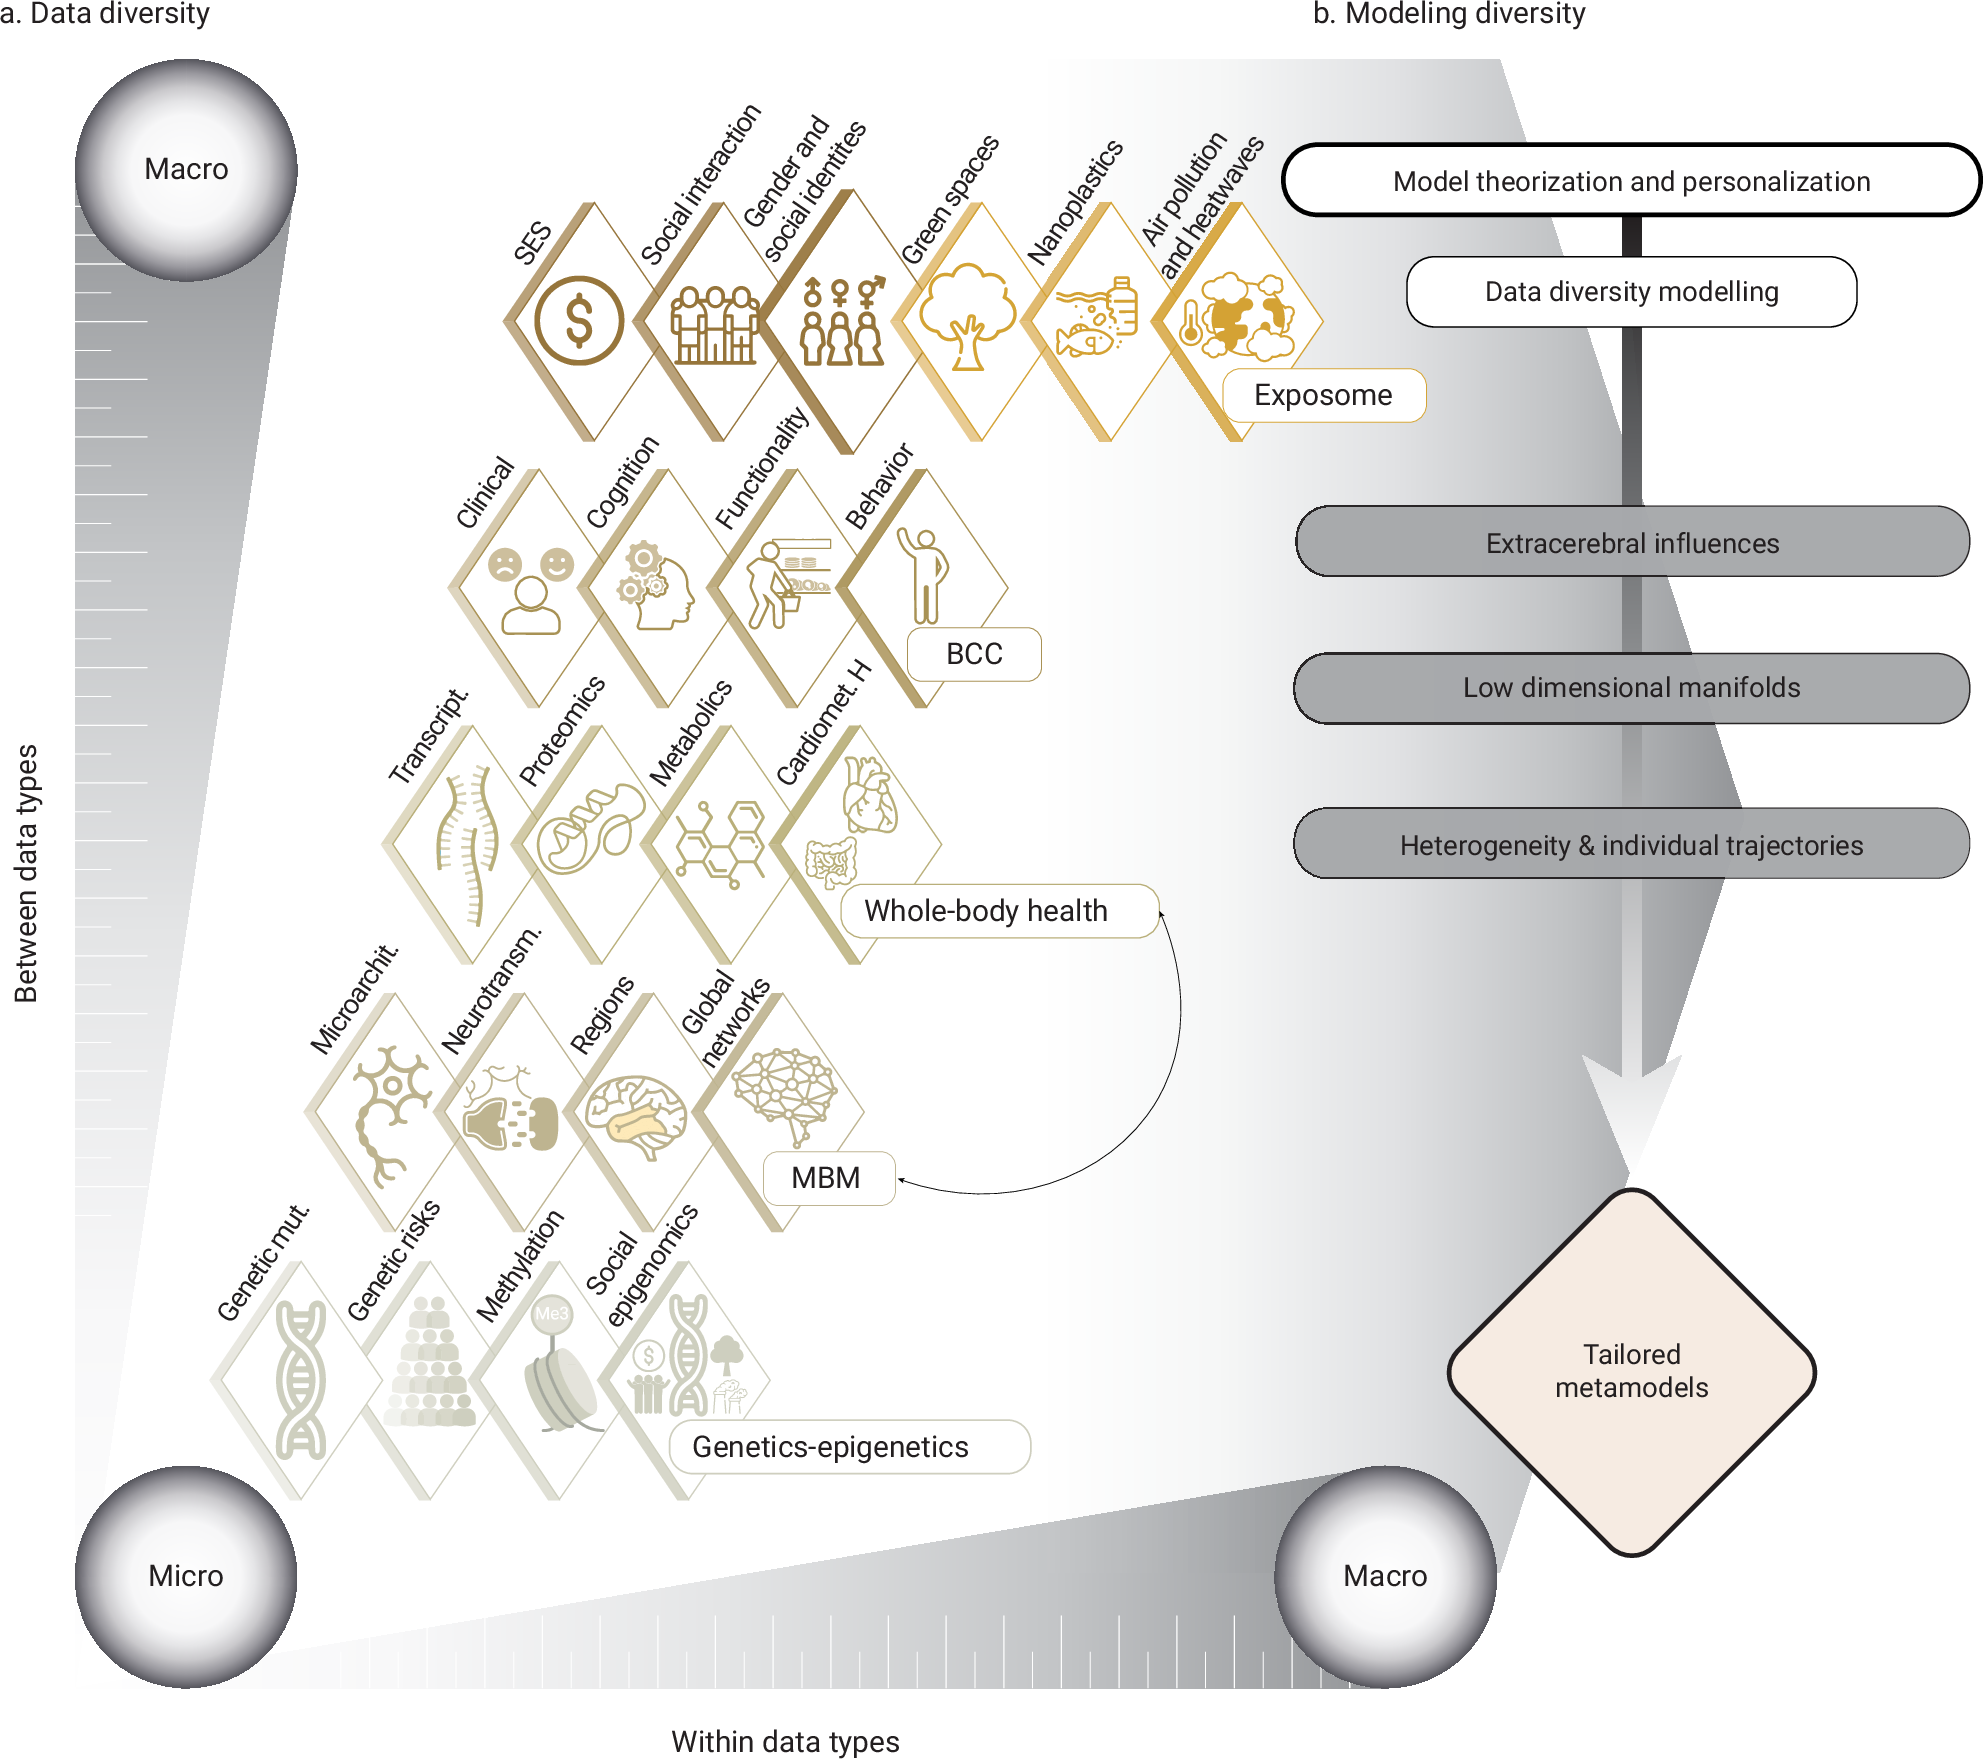 a. Data diversity
b. Modeling diversity
Macro
SES
Social interaction
Gender and
social identites
Green spaces
Nanoplastics
Air pollution
and heatwaves
$
Exposome
Clinical
Cognition
Functionality
Behavior
BCC
Transcript.
Proteomics
Metabolics
Cardiomet. H
Whole-body health
Microarchit.
Neurotransm.
Regions
Global
networks
MBM
Genetic mut.
Genetic risks
Methylation
Social
epigenomics
Me3
$
Genetics-epigenetics
Between data types
Micro
Macro
Within data types
Model theorization and personalization
Data diversity modelling
Extracerebral influences
Low dimensional manifolds
Heterogeneity & individual trajectories
Tailored
metamodels